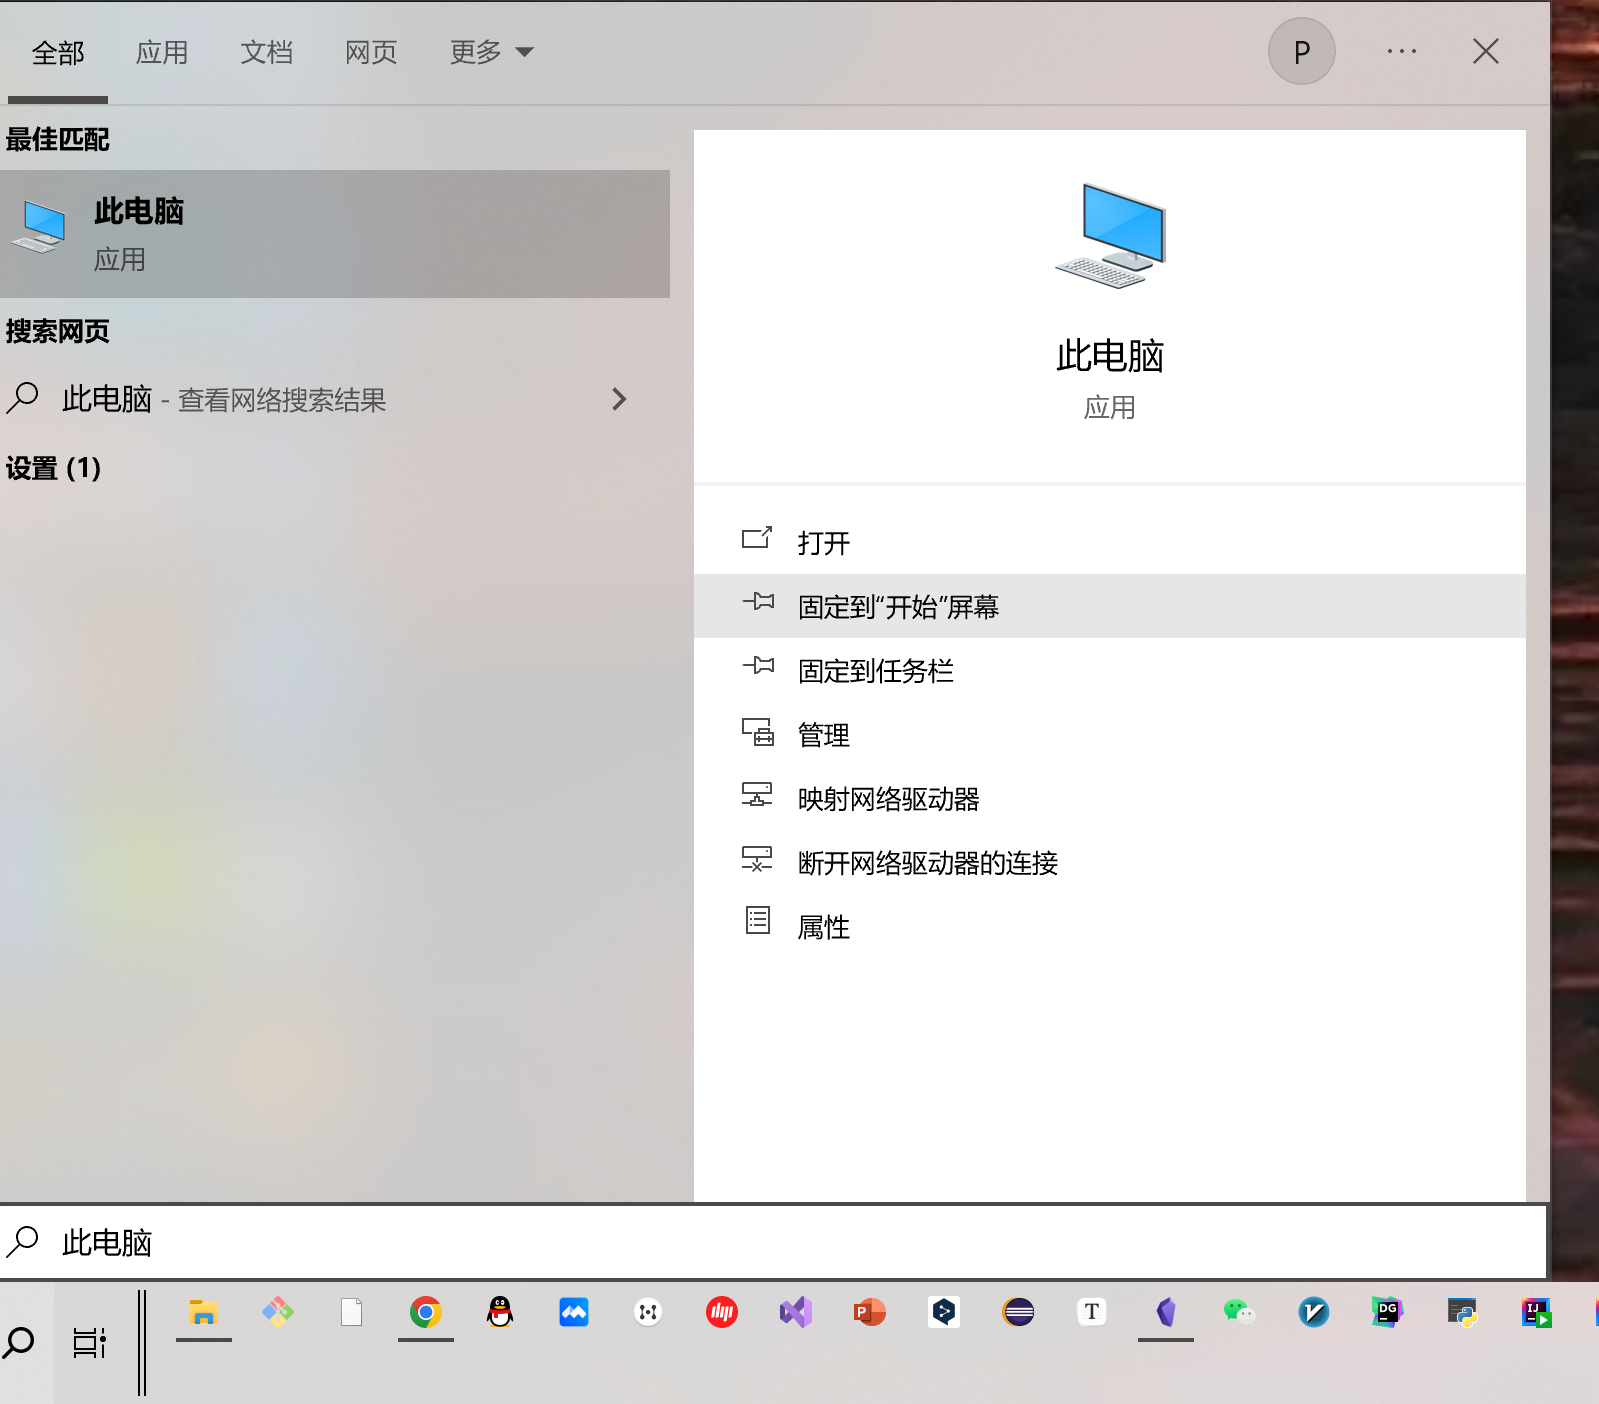 全部 应用 文档 网页 更多
P
最佳匹配
此电脑
应用
搜索网页
此电脑 - 查看网络搜索结果
设置 (1)
此电脑
应用
打开
固定到“开始”屏幕
固定到任务栏
管理
映射网络驱动器
断开网络驱动器的连接
属性
此电脑
P T DG IJ